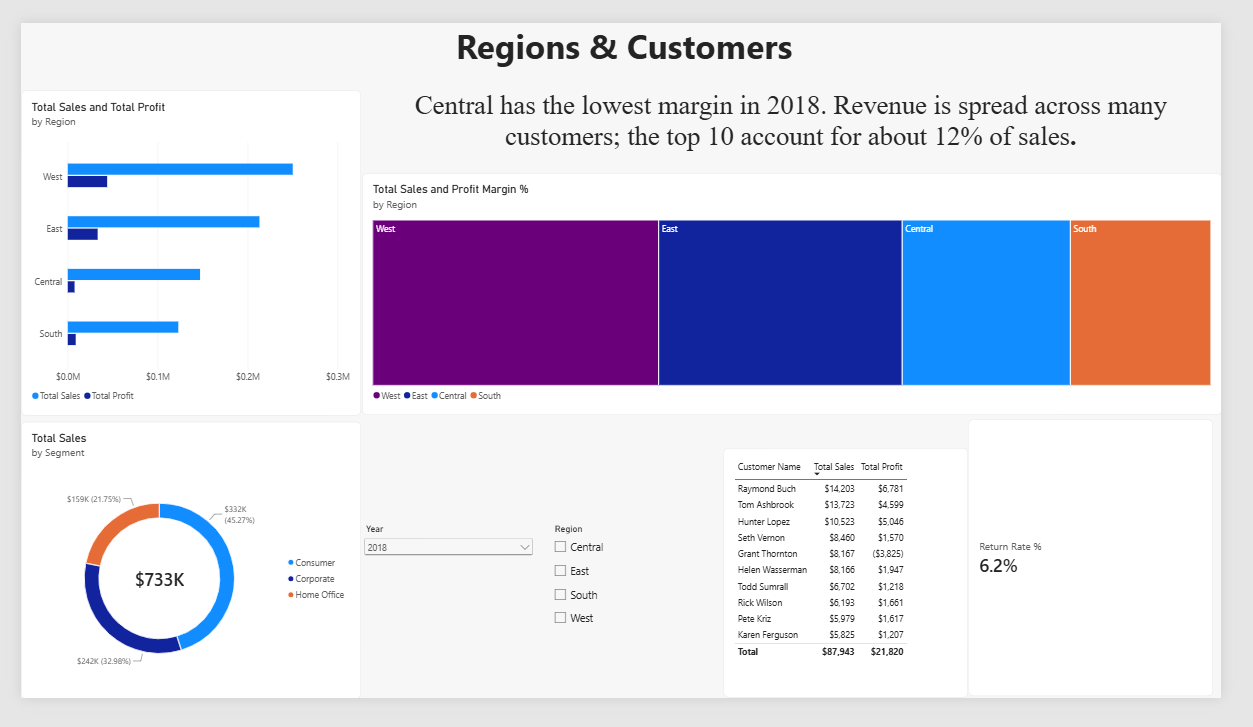 Regions & Customers
Central has the lowest margin in 2018. Revenue is spread across many
customers; the top 10 account for about 12% of sales.
Total Sales and Total Profit
by Region
West
East
Central
South
$0.0M $0.1M $0.2M $0.3M
Total Sales Total Profit
Total Sales and Profit Margin %
by Region
West East Central South
West East Central South
Total Sales
by Segment
$159K (21.75%)
$332K
(45.27%)
$733K
$242K (32.98%)
Consumer
Corporate
Home Office
Year
2018
Region
Central
East
South
West
Customer Name Total Sales Total Profit
Raymond Buch $14,203 $6,781
Tom Ashbrook $13,723 $4,599
Hunter Lopez $10,523 $5,046
Seth Vernon $8,460 $1,570
Grant Thornton $8,167 ($3,825)
Helen Wasserman $8,166 $1,947
Todd Sumrall $6,702 $1,218
Rick Wilson $6,193 $1,661
Pete Kriz $5,979 $1,617
Karen Ferguson $5,825 $1,207
Total $87,943 $21,820
Return Rate %
6.2%